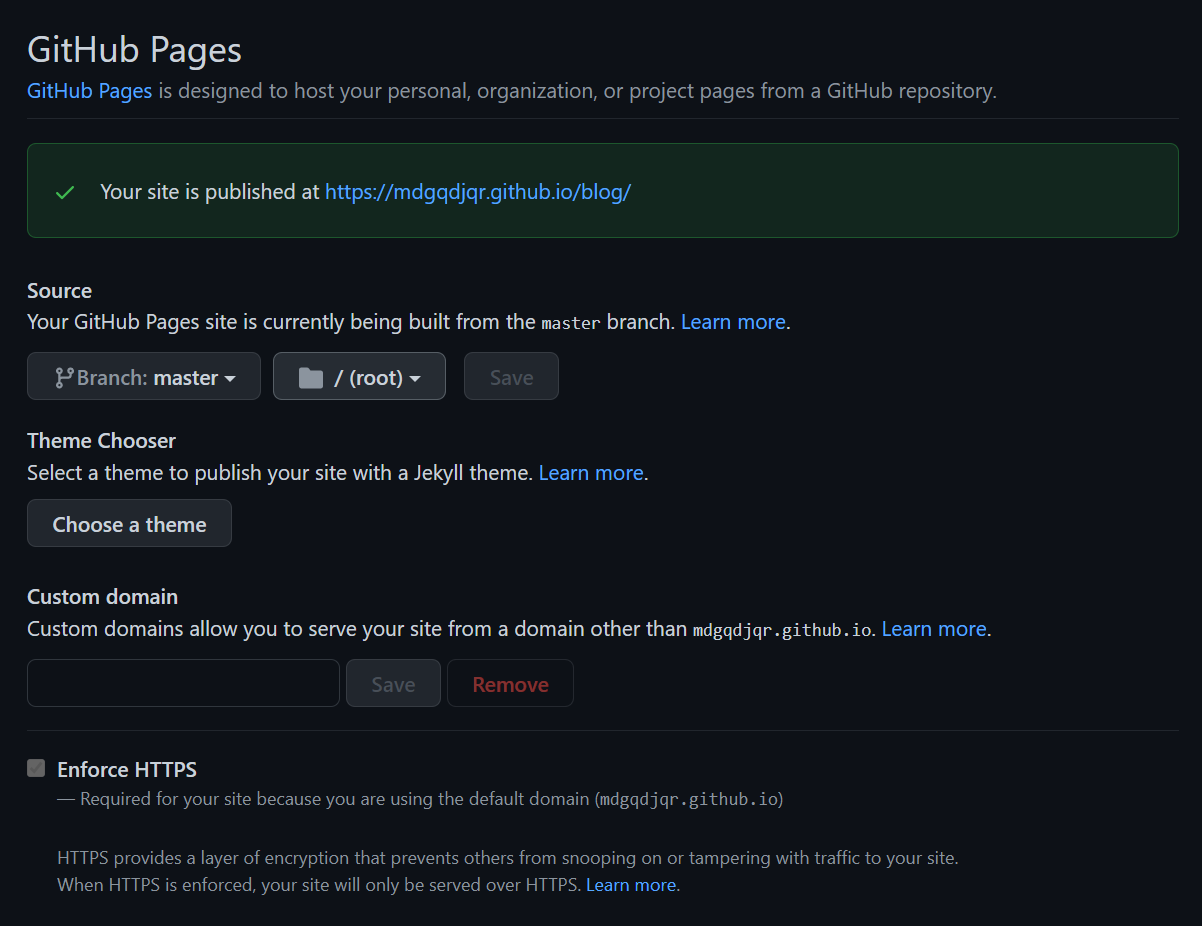 GitHub Pages
GitHub Pages is designed to host your personal, organization, or project pages from a GitHub repository.
Your site is published at https://mdgqdjqr.github.io/blog/
Source
Your GitHub Pages site is currently being built from the master branch. Learn more.
Branch: master
/ (root)
Save
Theme Chooser
Select a theme to publish your site with a Jekyll theme. Learn more.
Choose a theme
Custom domain
Custom domains allow you to serve your site from a domain other than mdgqdjqr.github.io. Learn more.
Save
Remove
Enforce HTTPS
— Required for your site because you are using the default domain (mdgqdjqr.github.io)
HTTPS provides a layer of encryption that prevents others from snooping on or tampering with traffic to your site.
When HTTPS is enforced, your site will only be served over HTTPS. Learn more.